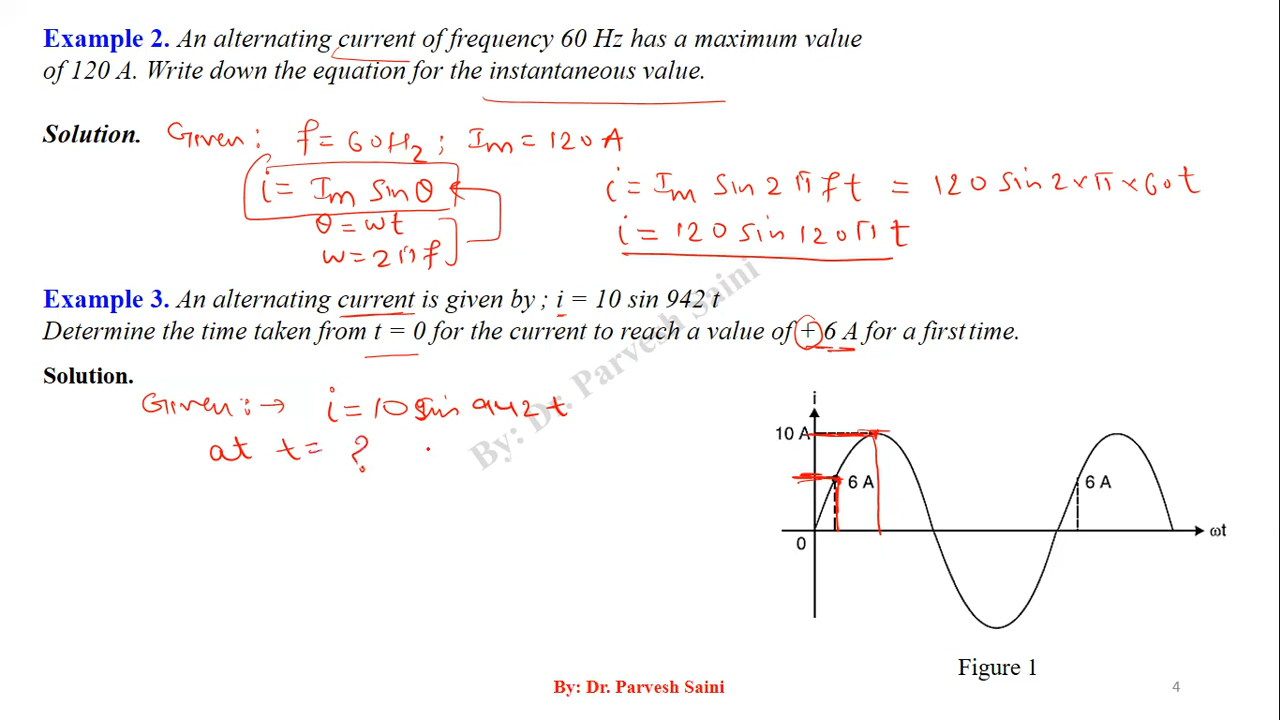 Example 2. An alternating current of frequency 60 Hz has a maximum value
of 120 A. Write down the equation for the instantaneous value.
Solution. Given: f = 60Hz; Im = 120 A
i = Im Sin θ
θ = wt
w = 2πf
i = Im Sin 2πft = 120 Sin 2×π×60t
i = 120 sin 120πt
Example 3. An alternating current is given by ; i = 10 sin 942 t
Determine the time taken from t = 0 for the current to reach a value of + 6 A for a first time.
Solution.
Given:→ i = 10 Sin 942 t
at t = ?
i
10 A
6 A
6 A
0
ωt
Figure 1
By: Dr. Parvesh Saini
By: Dr. Parvesh Saini
4